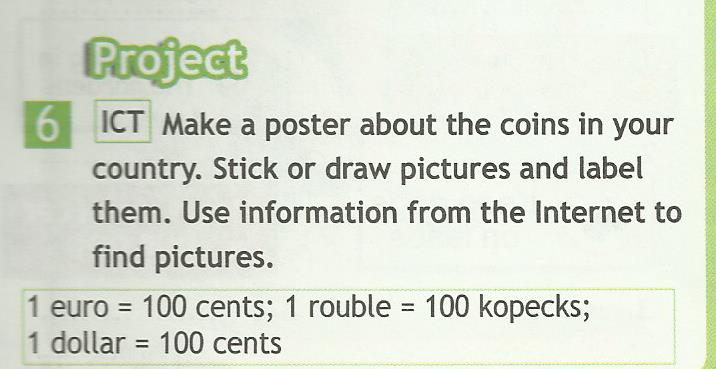 Project
6 ICT Make a poster about the coins in your
country. Stick or draw pictures and label
them. Use information from the Internet to
find pictures.
1 euro = 100 cents; 1 rouble = 100 kopecks;
1 dollar = 100 cents